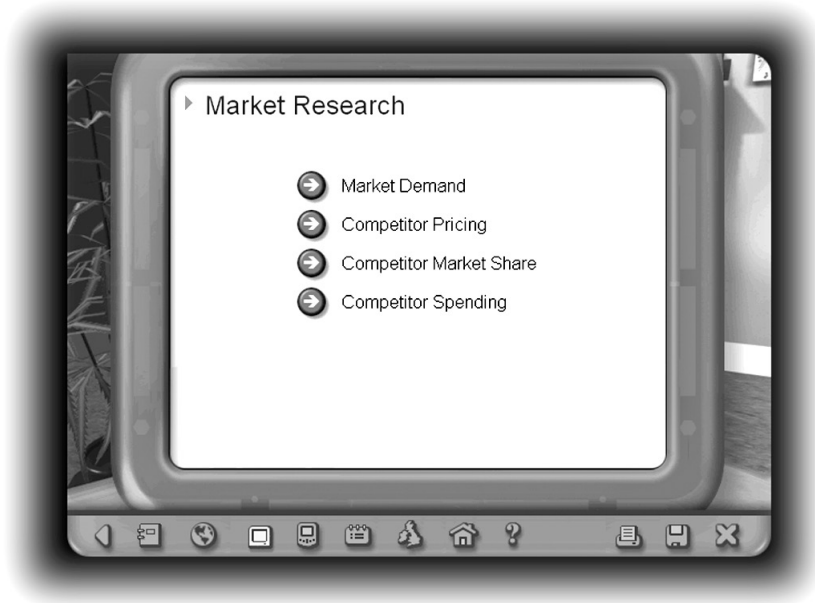 Market Research
Market Demand
Competitor Pricing
Competitor Market Share
Competitor Spending